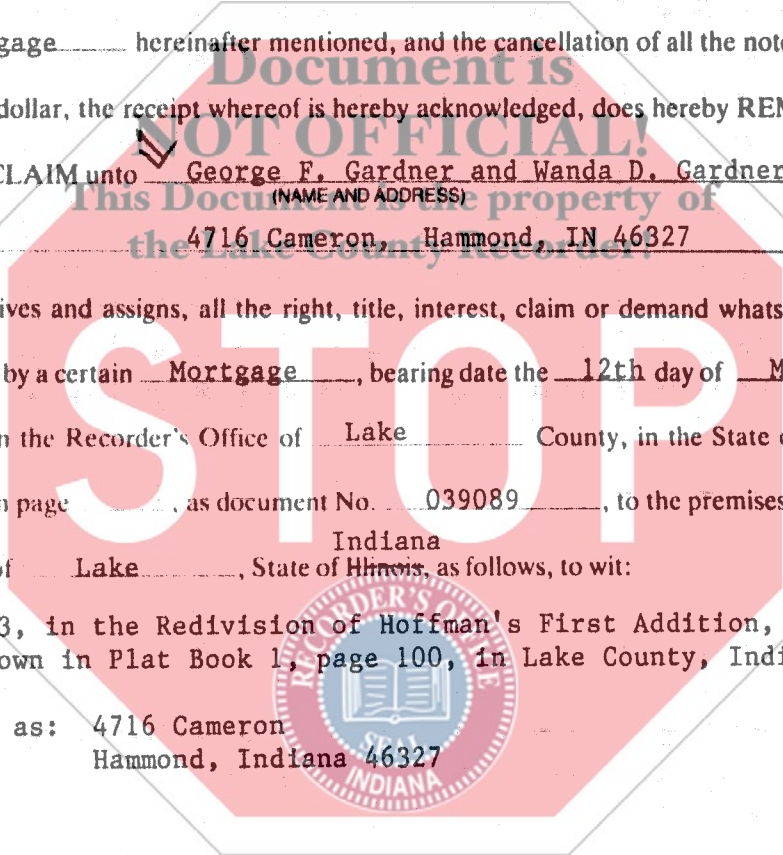 gage hereinafter mentioned, and the cancellation of all the note
Document is
dollar, the receipt whereof is hereby acknowledged, does hereby REM
NOT OFFICIAL!
CLAIM unto George F. Gardner and Wanda D. Gardner
(NAME AND ADDRESS)
This Document is the property of
4716 Cameron, Hammond, IN 46327
the Lake County Recorder!
ives and assigns, all the right, title, interest, claim or demand whats
STOP
by a certain Mortgage, bearing date the 12th day of M
n the Recorder's Office of Lake County, in the State o
n page , as document No. 039089, to the premises
Indiana
of Lake, State of Illinois, as follows, to wit:
3, in the Redivision of Hoffman's First Addition,
own in Plat Book 1, page 100, in Lake County, Indi
RECORDER'S OFFICE
SEAL
INDIANA
as: 4716 Cameron
Hammond, Indiana 46327